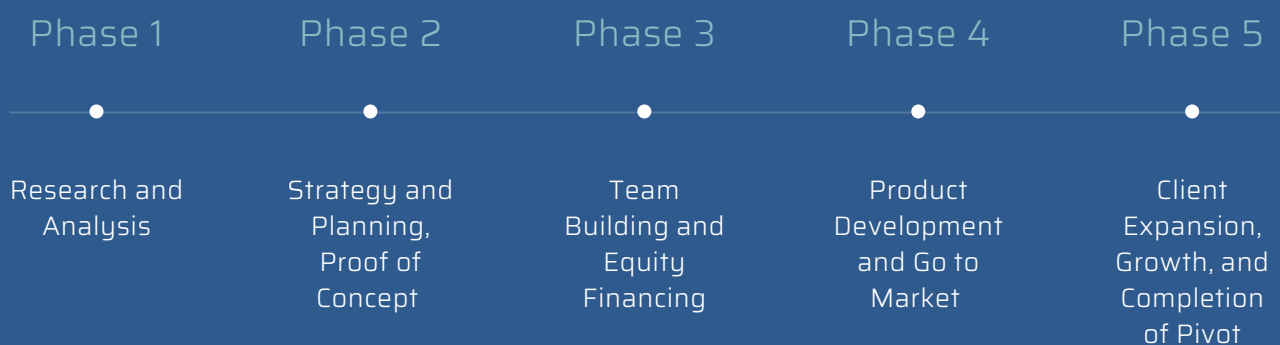 Phase 1
Phase 2
Phase 3
Phase 4
Phase 5
Research and
Analysis
Strategy and
Planning,
Proof of
Concept
Team
Building and
Equity
Financing
Product
Development
and Go to
Market
Client
Expansion,
Growth, and
Completion
of Pivot